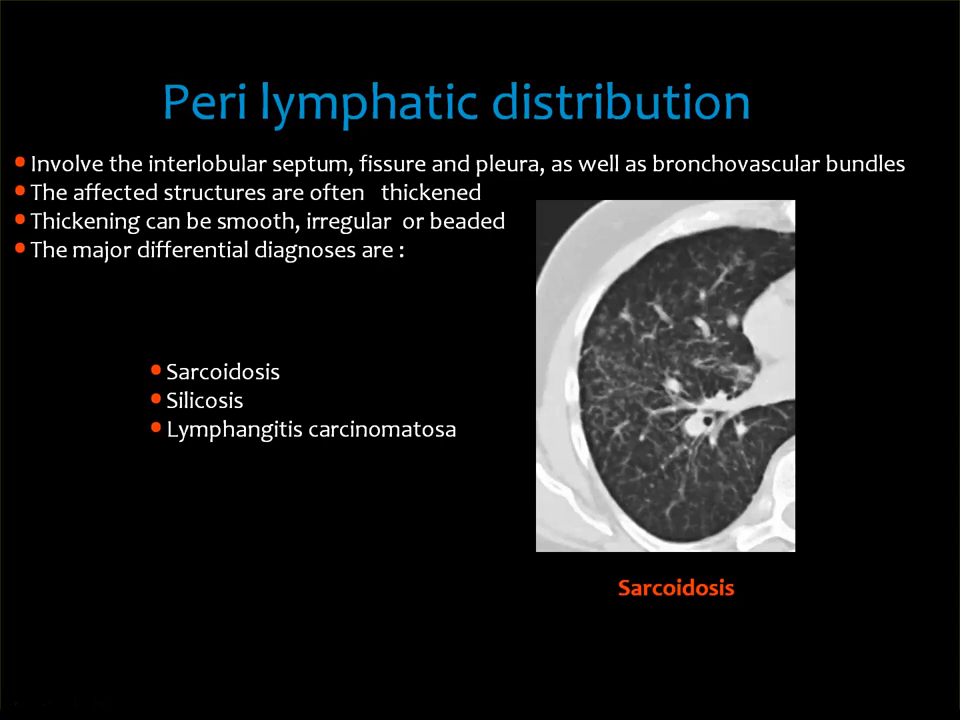 Peri lymphatic distribution
• Involve the interlobular septum, fissure and pleura, as well as bronchovascular bundles
• The affected structures are often thickened
• Thickening can be smooth, irregular or beaded
• The major differential diagnoses are :
• Sarcoidosis
• Silicosis
• Lymphangitis carcinomatosa
Sarcoidosis